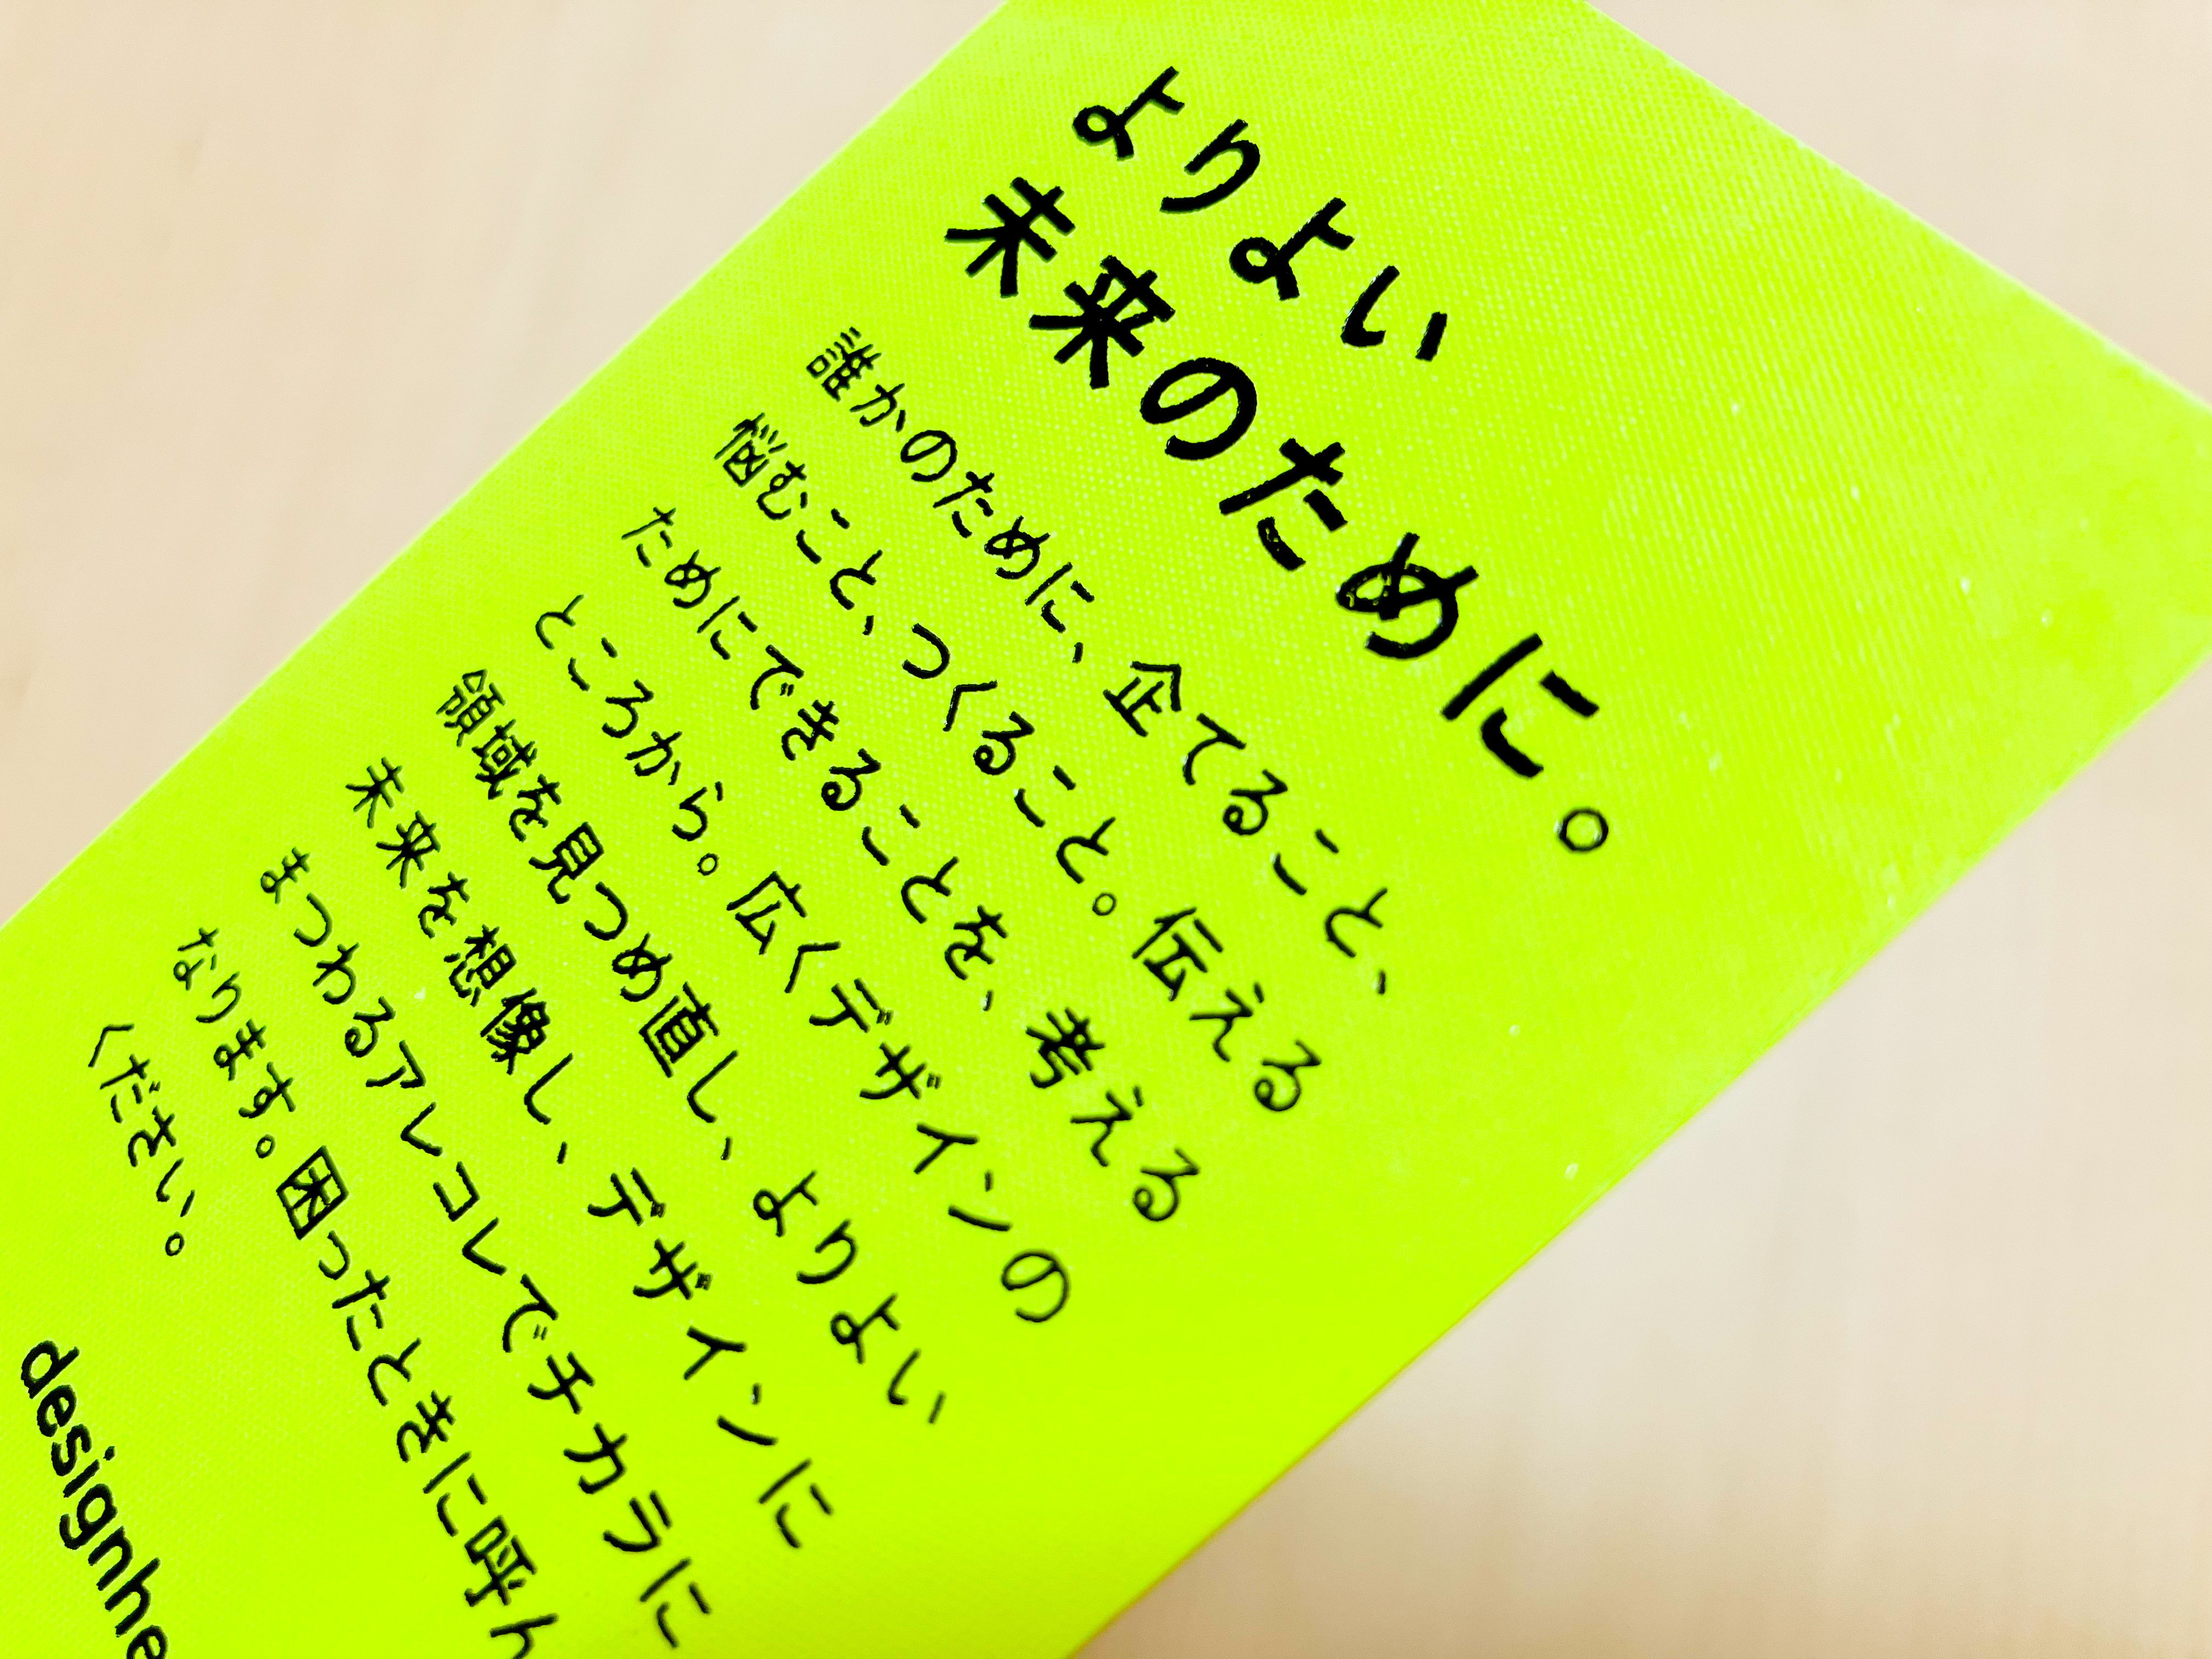 よりよい
未来のために。
誰かのために、企てること、
悩むこと、つくること。伝える
ためにできることを、考える
ところから。広くデザインの
領域を見つめ直し、よりよい
未来を想像し、デザインに
まつわるアレコレでチカラに
なります。困ったときに呼ん
ください。
designhe